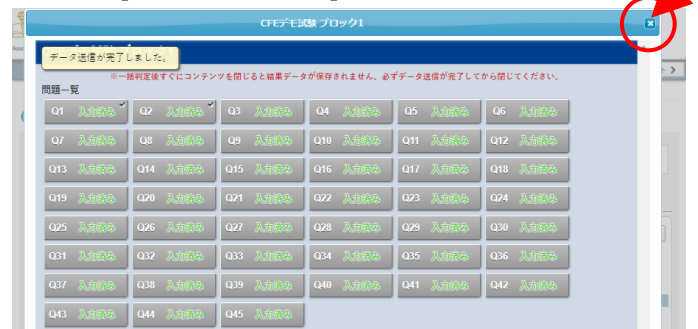 CFEデモ試験 ブロック1
データ送信が完了しました。
※一括判定後すぐにコンテンツを閉じると結果データが保存されません。必ずデータ送信が完了してから閉じてください。
問題一覧
Q1 入力済み Q2 入力済み Q3 入力済み Q4 入力済み Q5 入力済み Q6 入力済み
Q7 入力済み Q8 入力済み Q9 入力済み Q10 入力済み Q11 入力済み Q12 入力済み
Q13 入力済み Q14 入力済み Q15 入力済み Q16 入力済み Q17 入力済み Q18 入力済み
Q19 入力済み Q20 入力済み Q21 入力済み Q22 入力済み Q23 入力済み Q24 入力済み
Q25 入力済み Q26 入力済み Q27 入力済み Q28 入力済み Q29 入力済み Q30 入力済み
Q31 入力済み Q32 入力済み Q33 入力済み Q34 入力済み Q35 入力済み Q36 入力済み
Q37 入力済み Q38 入力済み Q39 入力済み Q40 入力済み Q41 入力済み Q42 入力済み
Q43 入力済み Q44 入力済み Q45 入力済み